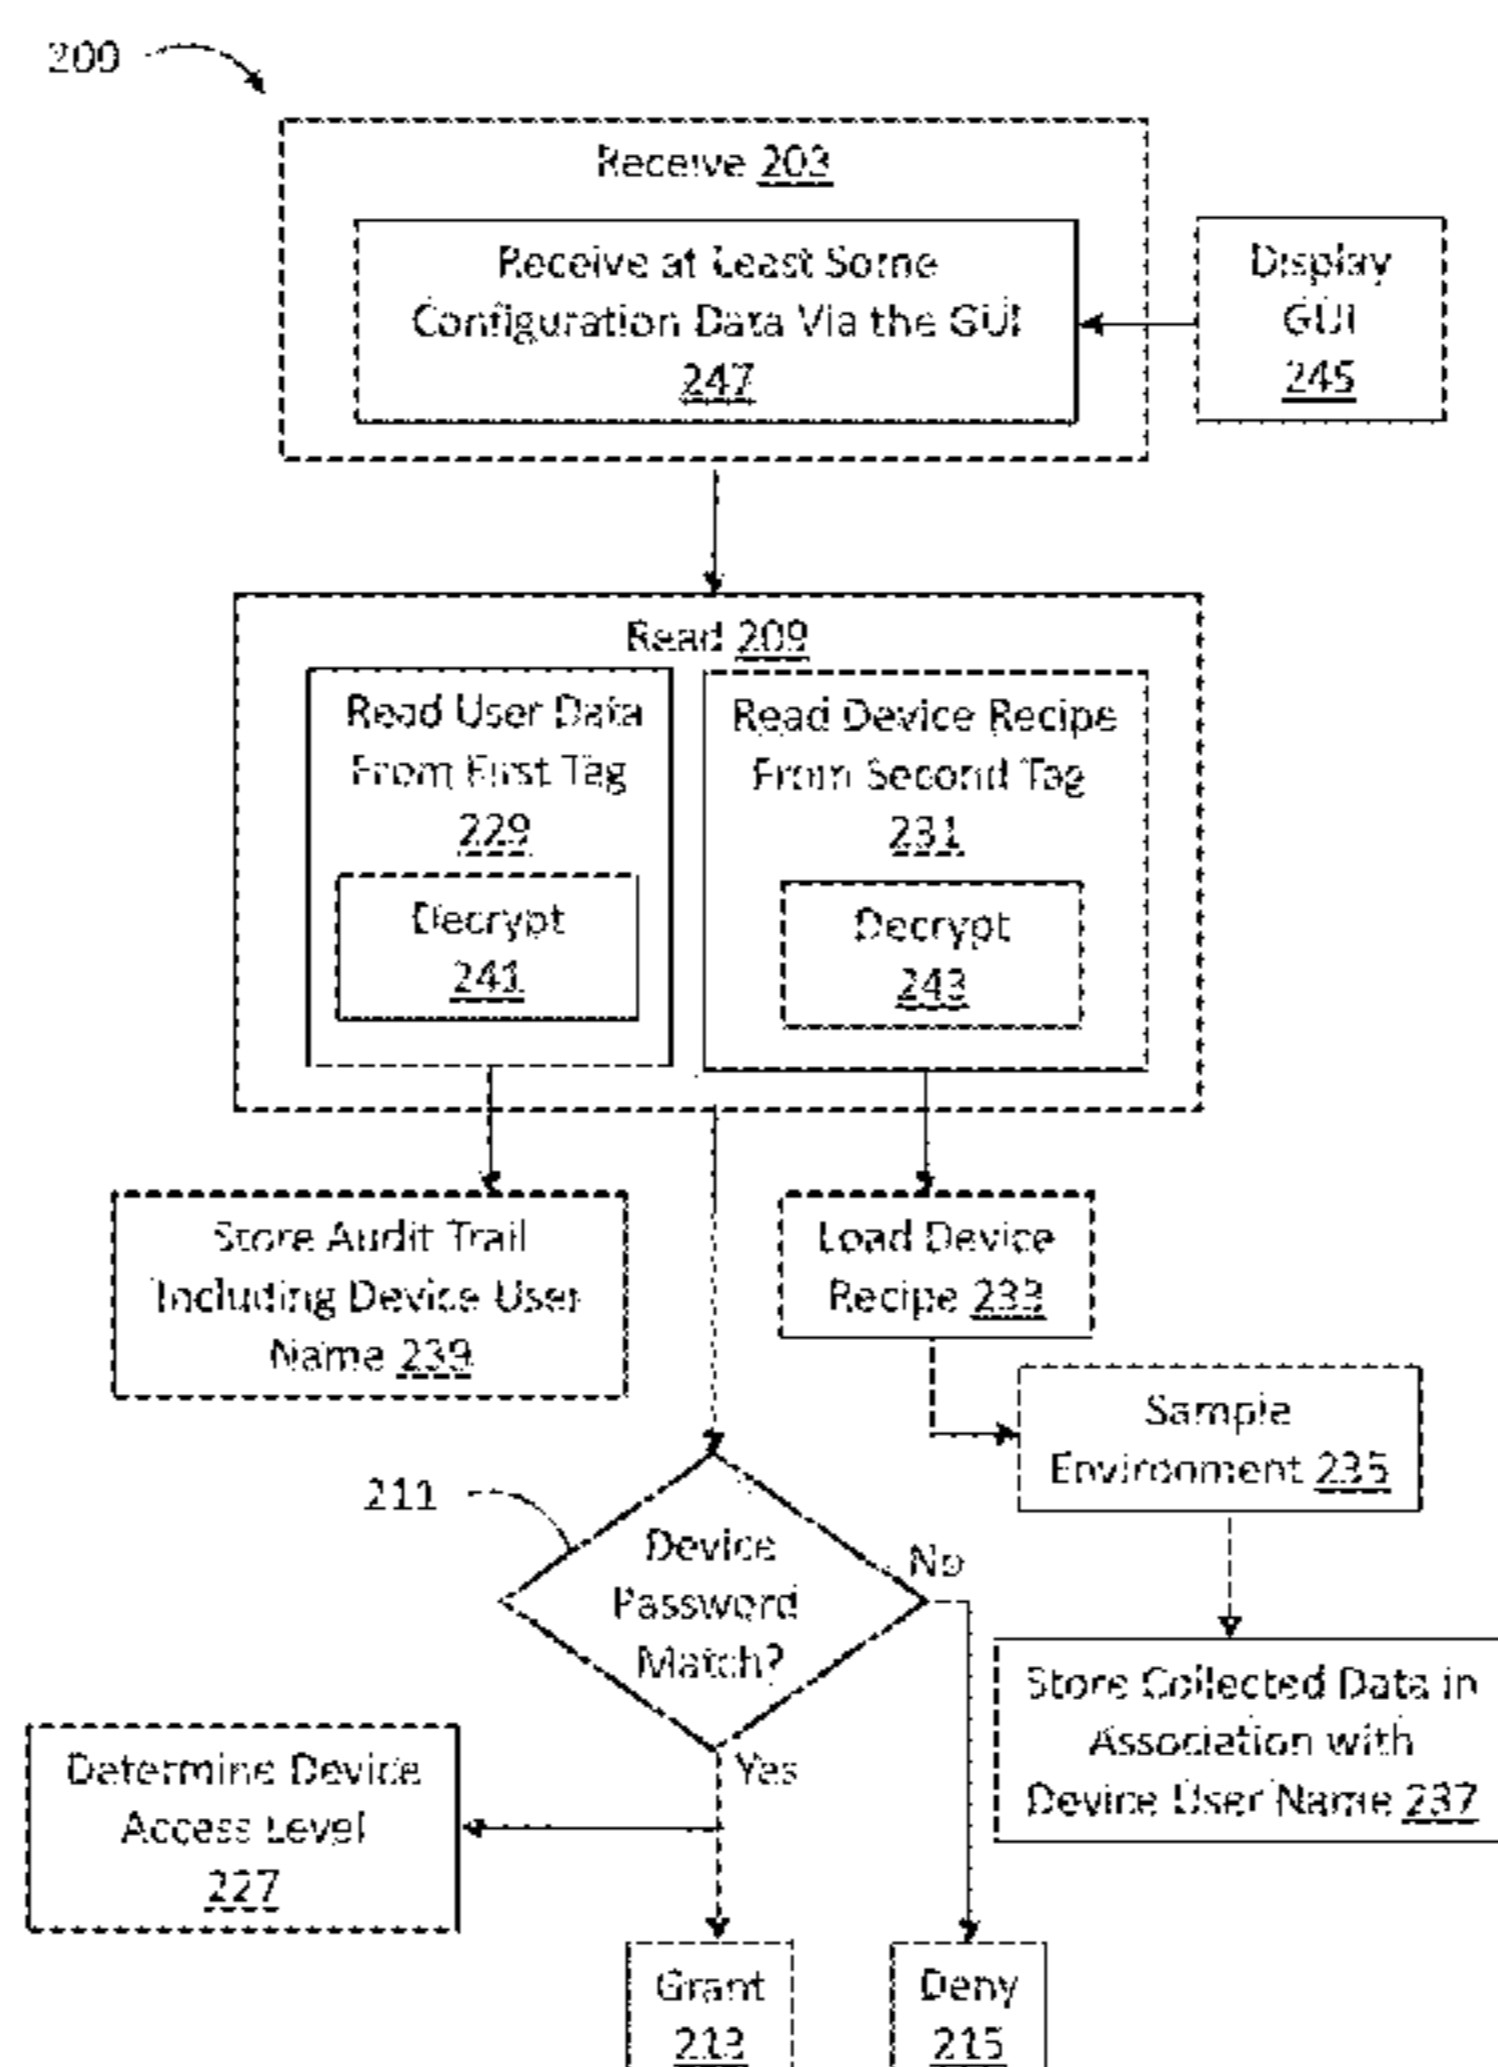 200
Receive 203
Receive at Least Some
Configuration Data Via the GUI
247
Display
GUI
245
Read 209
Read User Data
From First Tag
229
Decrypt
241
Read Device Recipe
From Second Tag
231
Decrypt
243
Store Audit Trail
Including Device User
Name 239
Load Device
Recipe 233
Sample
Environment 235
211
Device
Password
Match?
No
Yes
Store Collected Data in
Association with
Device User Name 237
Determine Device
Access Level
227
Grant
213
Deny
215